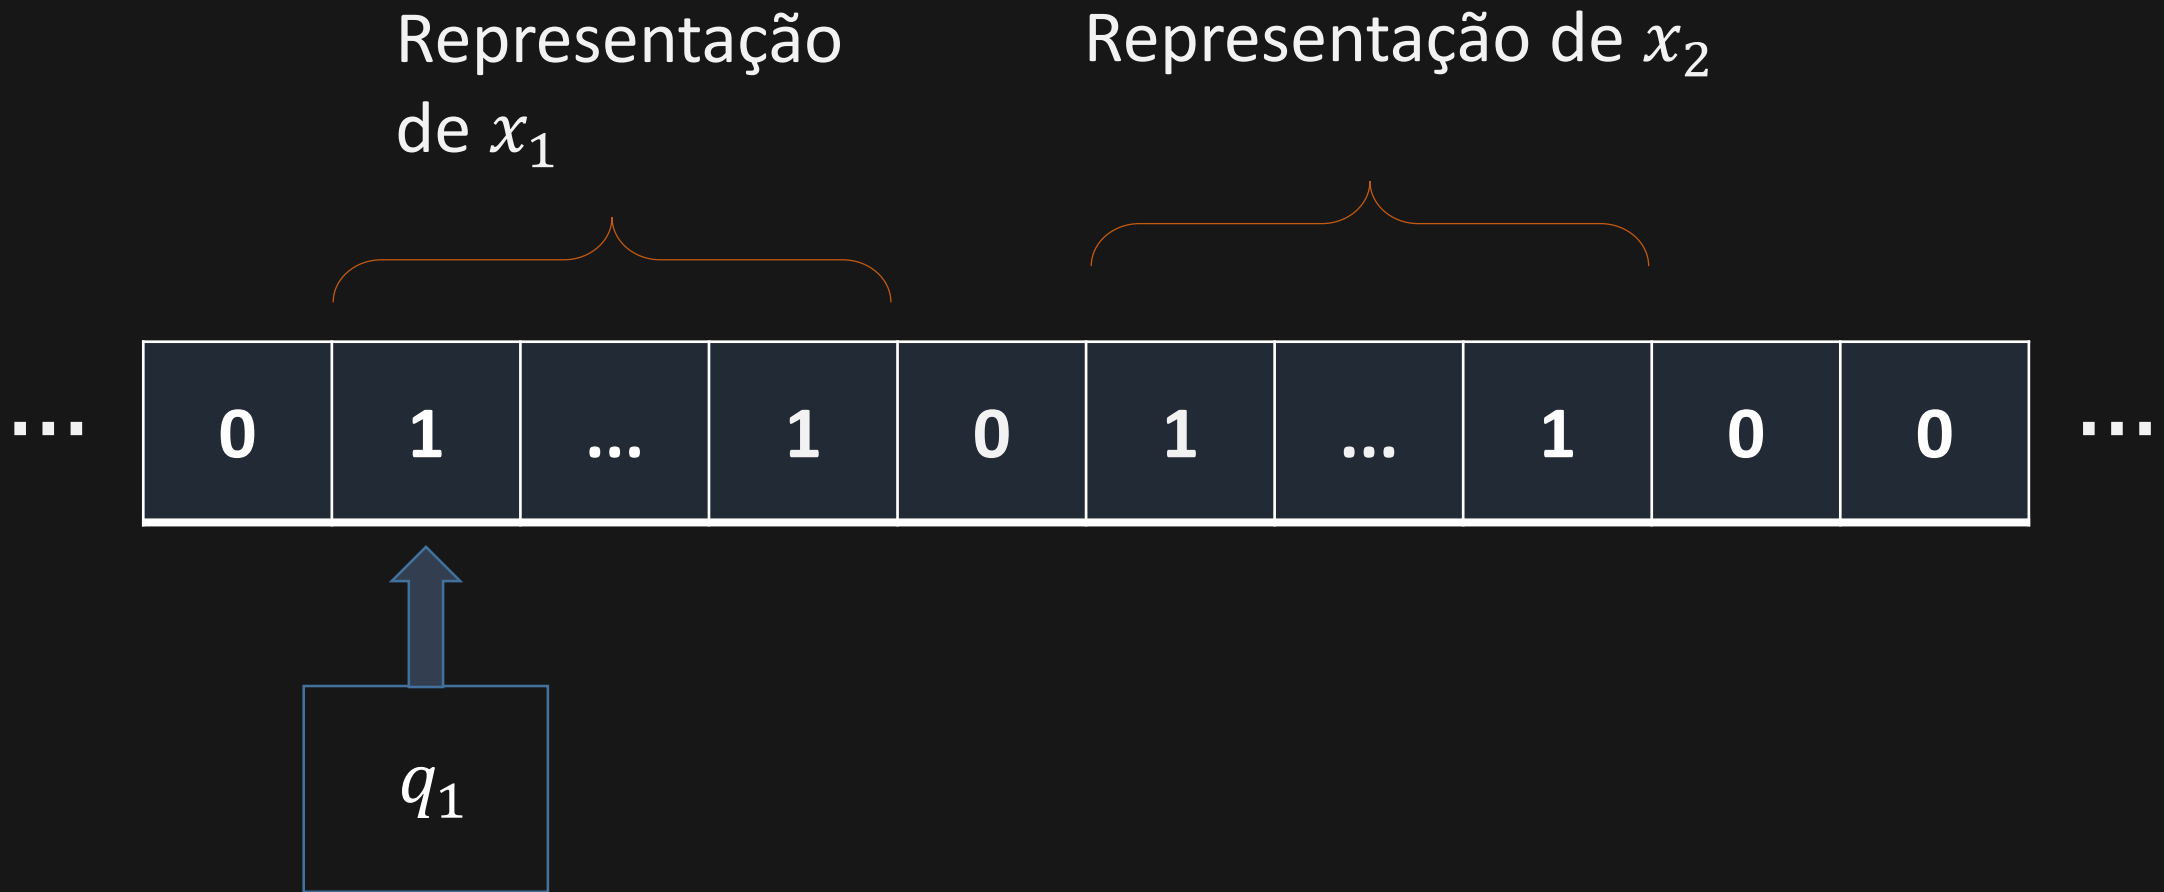 Representação
de x₁
Representação de x₂
... 0 1 ... 1 0 1 ... 1 0 0 ...
q₁